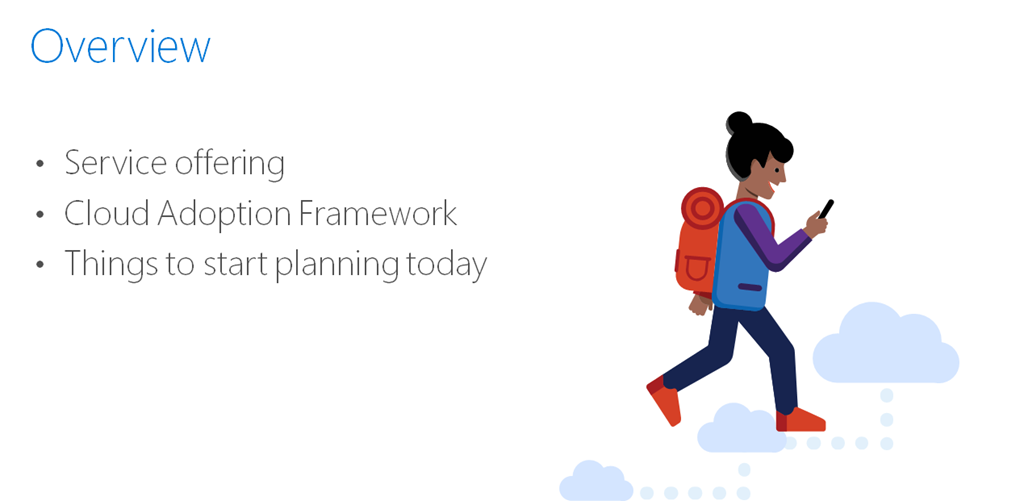 Overview
• Service offering
• Cloud Adoption Framework
• Things to start planning today